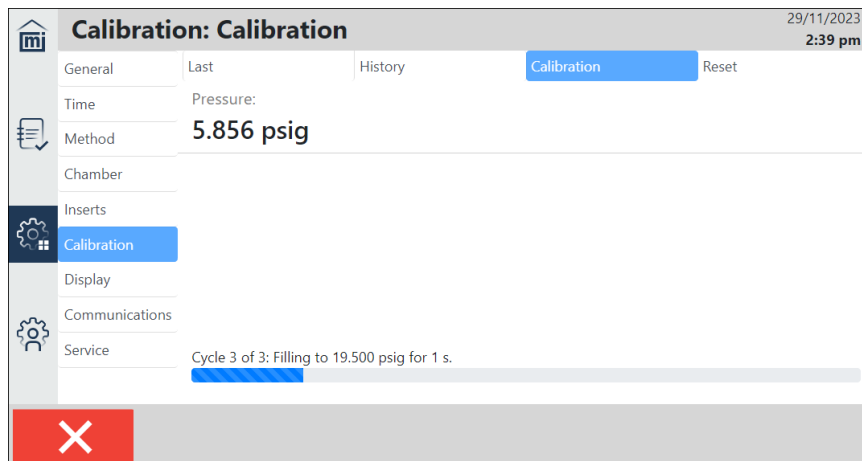 mi
Calibration: Calibration
29/11/2023
2:39 pm
General
Time
Method
Chamber
Inserts
Calibration
Display
Communications
Service
Last History Calibration Reset
Pressure:
5.856 psig
Cycle 3 of 3: Filling to 19.500 psig for 1 s.